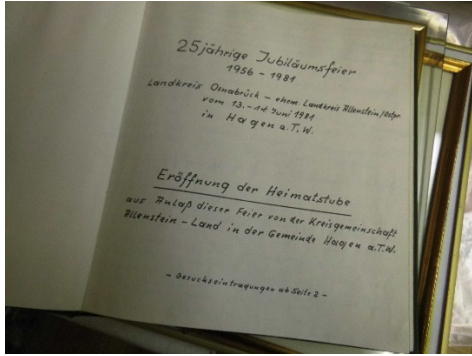 25jährige Jubiläumsfeier
1956 - 1981
Landkreis Osnabrück - ehem. Landkreis Allenstein/Ostpr.
vom 13.-14 Juni 1981
in Hagen a.T.W.
Eröffnung der Heimatstube
aus Anlaß dieser Feier von der Kreisgemeinschaft
Allenstein - Land in der Gemeinde Hagen a.T.W.
- Besuchseintragungen ab Seite 2 -